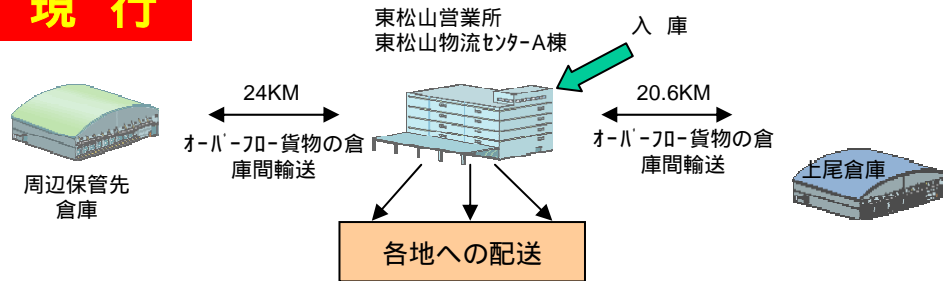 現 行
東松山営業所
東松山物流ｾﾝﾀｰA棟
入 庫
24KM
ｵｰﾊﾞｰﾌﾛｰ貨物の倉
庫間輸送
20.6KM
ｵｰﾊﾞｰﾌﾛｰ貨物の倉
庫間輸送
周辺保管先
倉庫
上尾倉庫
各地への配送